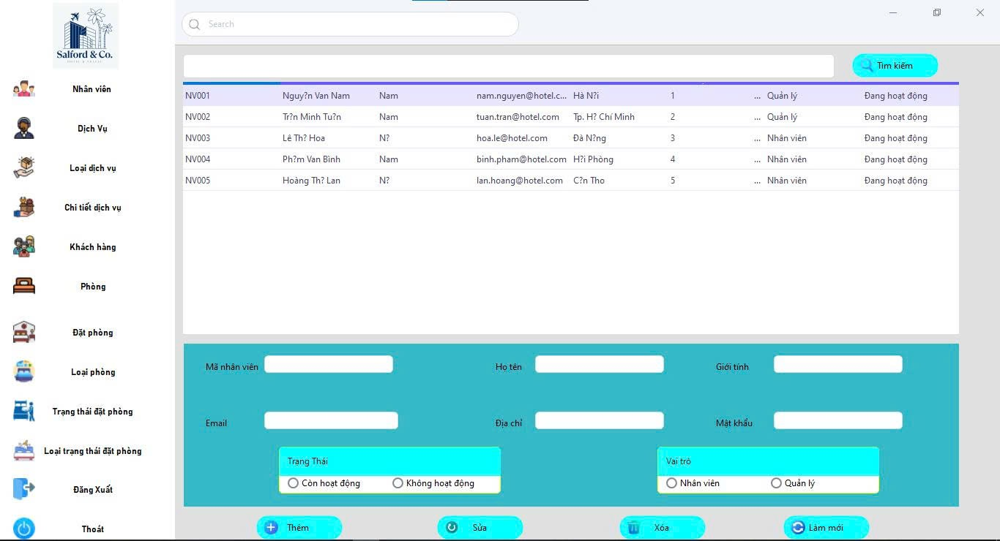 Salford & Co.
Search
Tìm kiếm
Nhân viên
Dịch Vụ
Loại dịch vụ
Chi tiết dịch vụ
Khách hàng
Phòng
Đặt phòng
Loại phòng
Trạng thái đặt phòng
Loại trạng thái đặt phòng
Đăng Xuất
Thoát
NV001 Nguy?n Van Nam Nam nam.nguyen@hotel.c... Hà N?i 1 ... Quản lý Đang hoạt động
NV002 Tr?n Minh Tu?n Nam tuan.tran@hotel.com Tp. H? Chí Minh 2 ... Quản lý Đang hoạt động
NV003 Lê Th? Hoa N? hoa.le@hotel.com Đà N?ng 3 ... Nhân viên Đang hoạt động
NV004 Ph?m Van Bình Nam binh.pham@hotel.com H?i Phòng 4 ... Nhân viên Đang hoạt động
NV005 Hoàng Th? Lan N? lan.hoang@hotel.com C?n Tho 5 ... Nhân viên Đang hoạt động
Mã nhân viên Họ tên Giới tính
Email Địa chỉ Mật khẩu
Trạng Thái Vai trò
Còn hoạt động Không hoạt động Nhân viên Quản lý
Thêm Sửa Xóa Làm mới